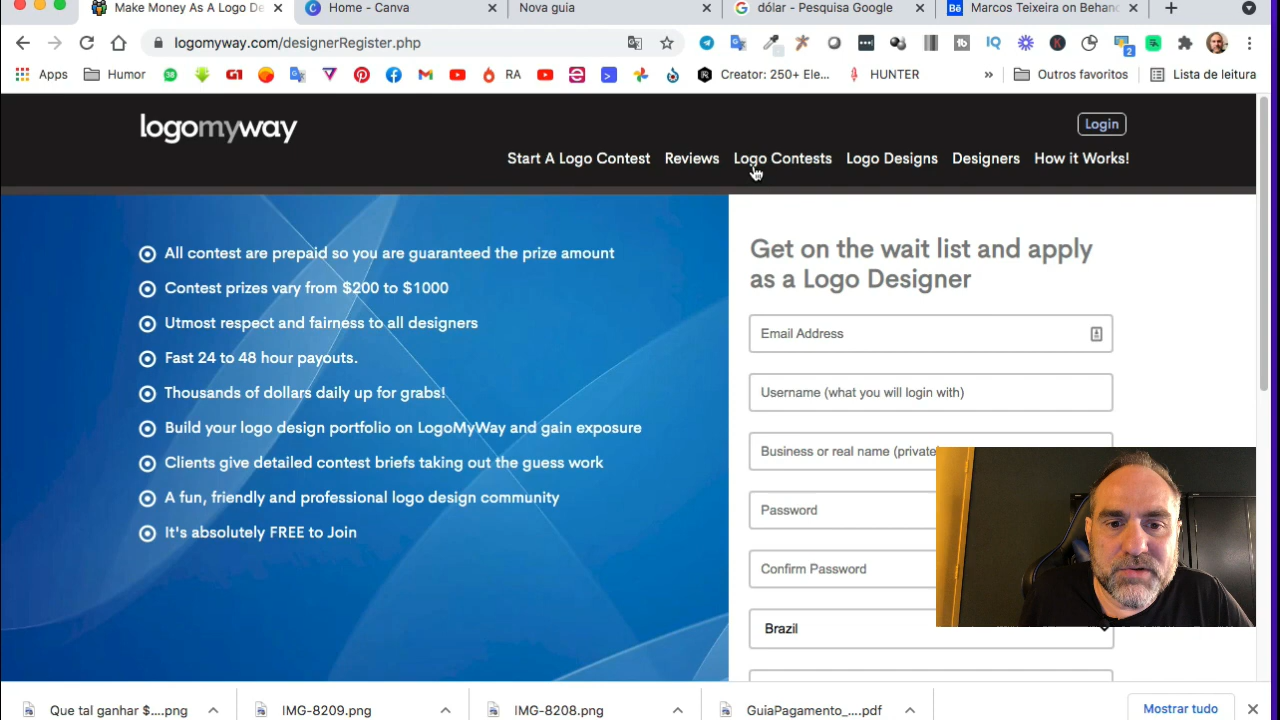 Make Money As A Logo De
Home - Canva
Nova guia
dólar - Pesquisa Google
Marcos Teixeira on Behanc
logomyway.com/designerRegister.php
Apps
Humor
RA
Creator: 250+ Ele...
HUNTER
»
Outros favoritos
Lista de leitura
logomyway
Login
Start A Logo Contest
Reviews
Logo Contests
Logo Designs
Designers
How it Works!
All contest are prepaid so you are guaranteed the prize amount
Contest prizes vary from $200 to $1000
Utmost respect and fairness to all designers
Fast 24 to 48 hour payouts.
Thousands of dollars daily up for grabs!
Build your logo design portfolio on LogoMyWay and gain exposure
Clients give detailed contest briefs taking out the guess work
A fun, friendly and professional logo design community
It's absolutely FREE to Join
Get on the wait list and apply
as a Logo Designer
Email Address
Username (what you will login with)
Business or real name (private
Password
Confirm Password
Brazil
Que tal ganhar $....png
IMG-8209.png
IMG-8208.png
GuiaPagamento_....pdf
Mostrar tudo